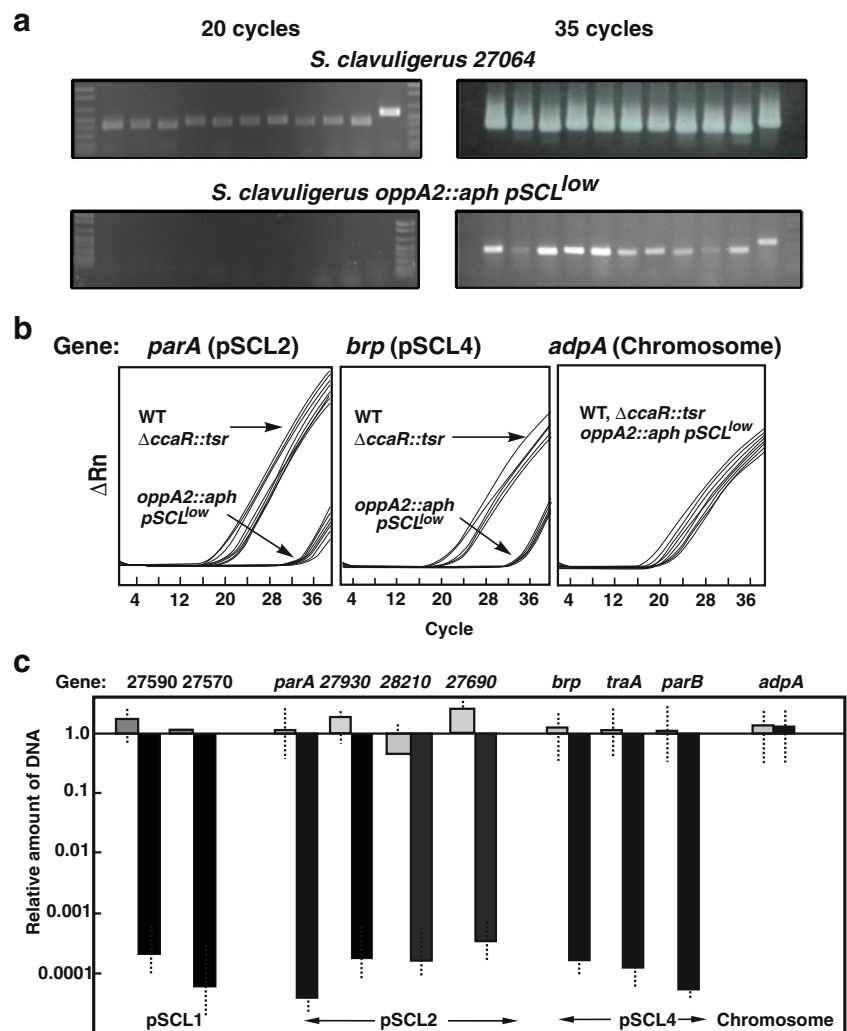 a
20 cycles 35 cycles
S. clavuligerus 27064
S. clavuligerus oppA2::aph pSCLlow
b
Gene: parA (pSCL2) brp (pSCL4) adpA (Chromosome)
WT
ΔccaR::tsr
oppA2::aph
pSCLlow
WT
ΔccaR::tsr
oppA2::aph
pSCLlow
WT, ΔccaR::tsr
oppA2::aph pSCLlow
ΔRn
4 12 20 28 36 4 12 20 28 36 4 12 20 28 36
Cycle
c
Gene: 27590 27570 parA 27930 28210 27690 brp traA parB adpA
Relative amount of DNA
1.0
0.1
0.01
0.001
0.0001
pSCL1 pSCL2 pSCL4 Chromosome